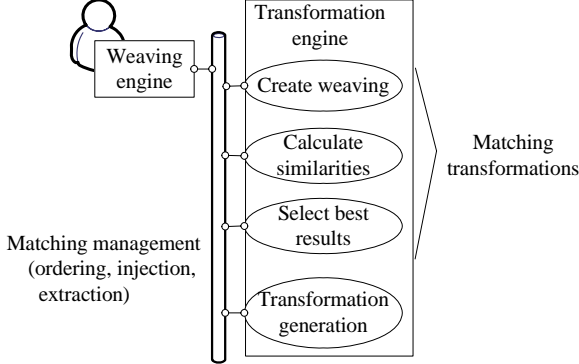 Transformation
engine
Weaving
engine
Create weaving
Calculate
similarities
Matching
transformations
Select best
results
Matching management
(ordering, injection,
extraction)
Transformation
generation